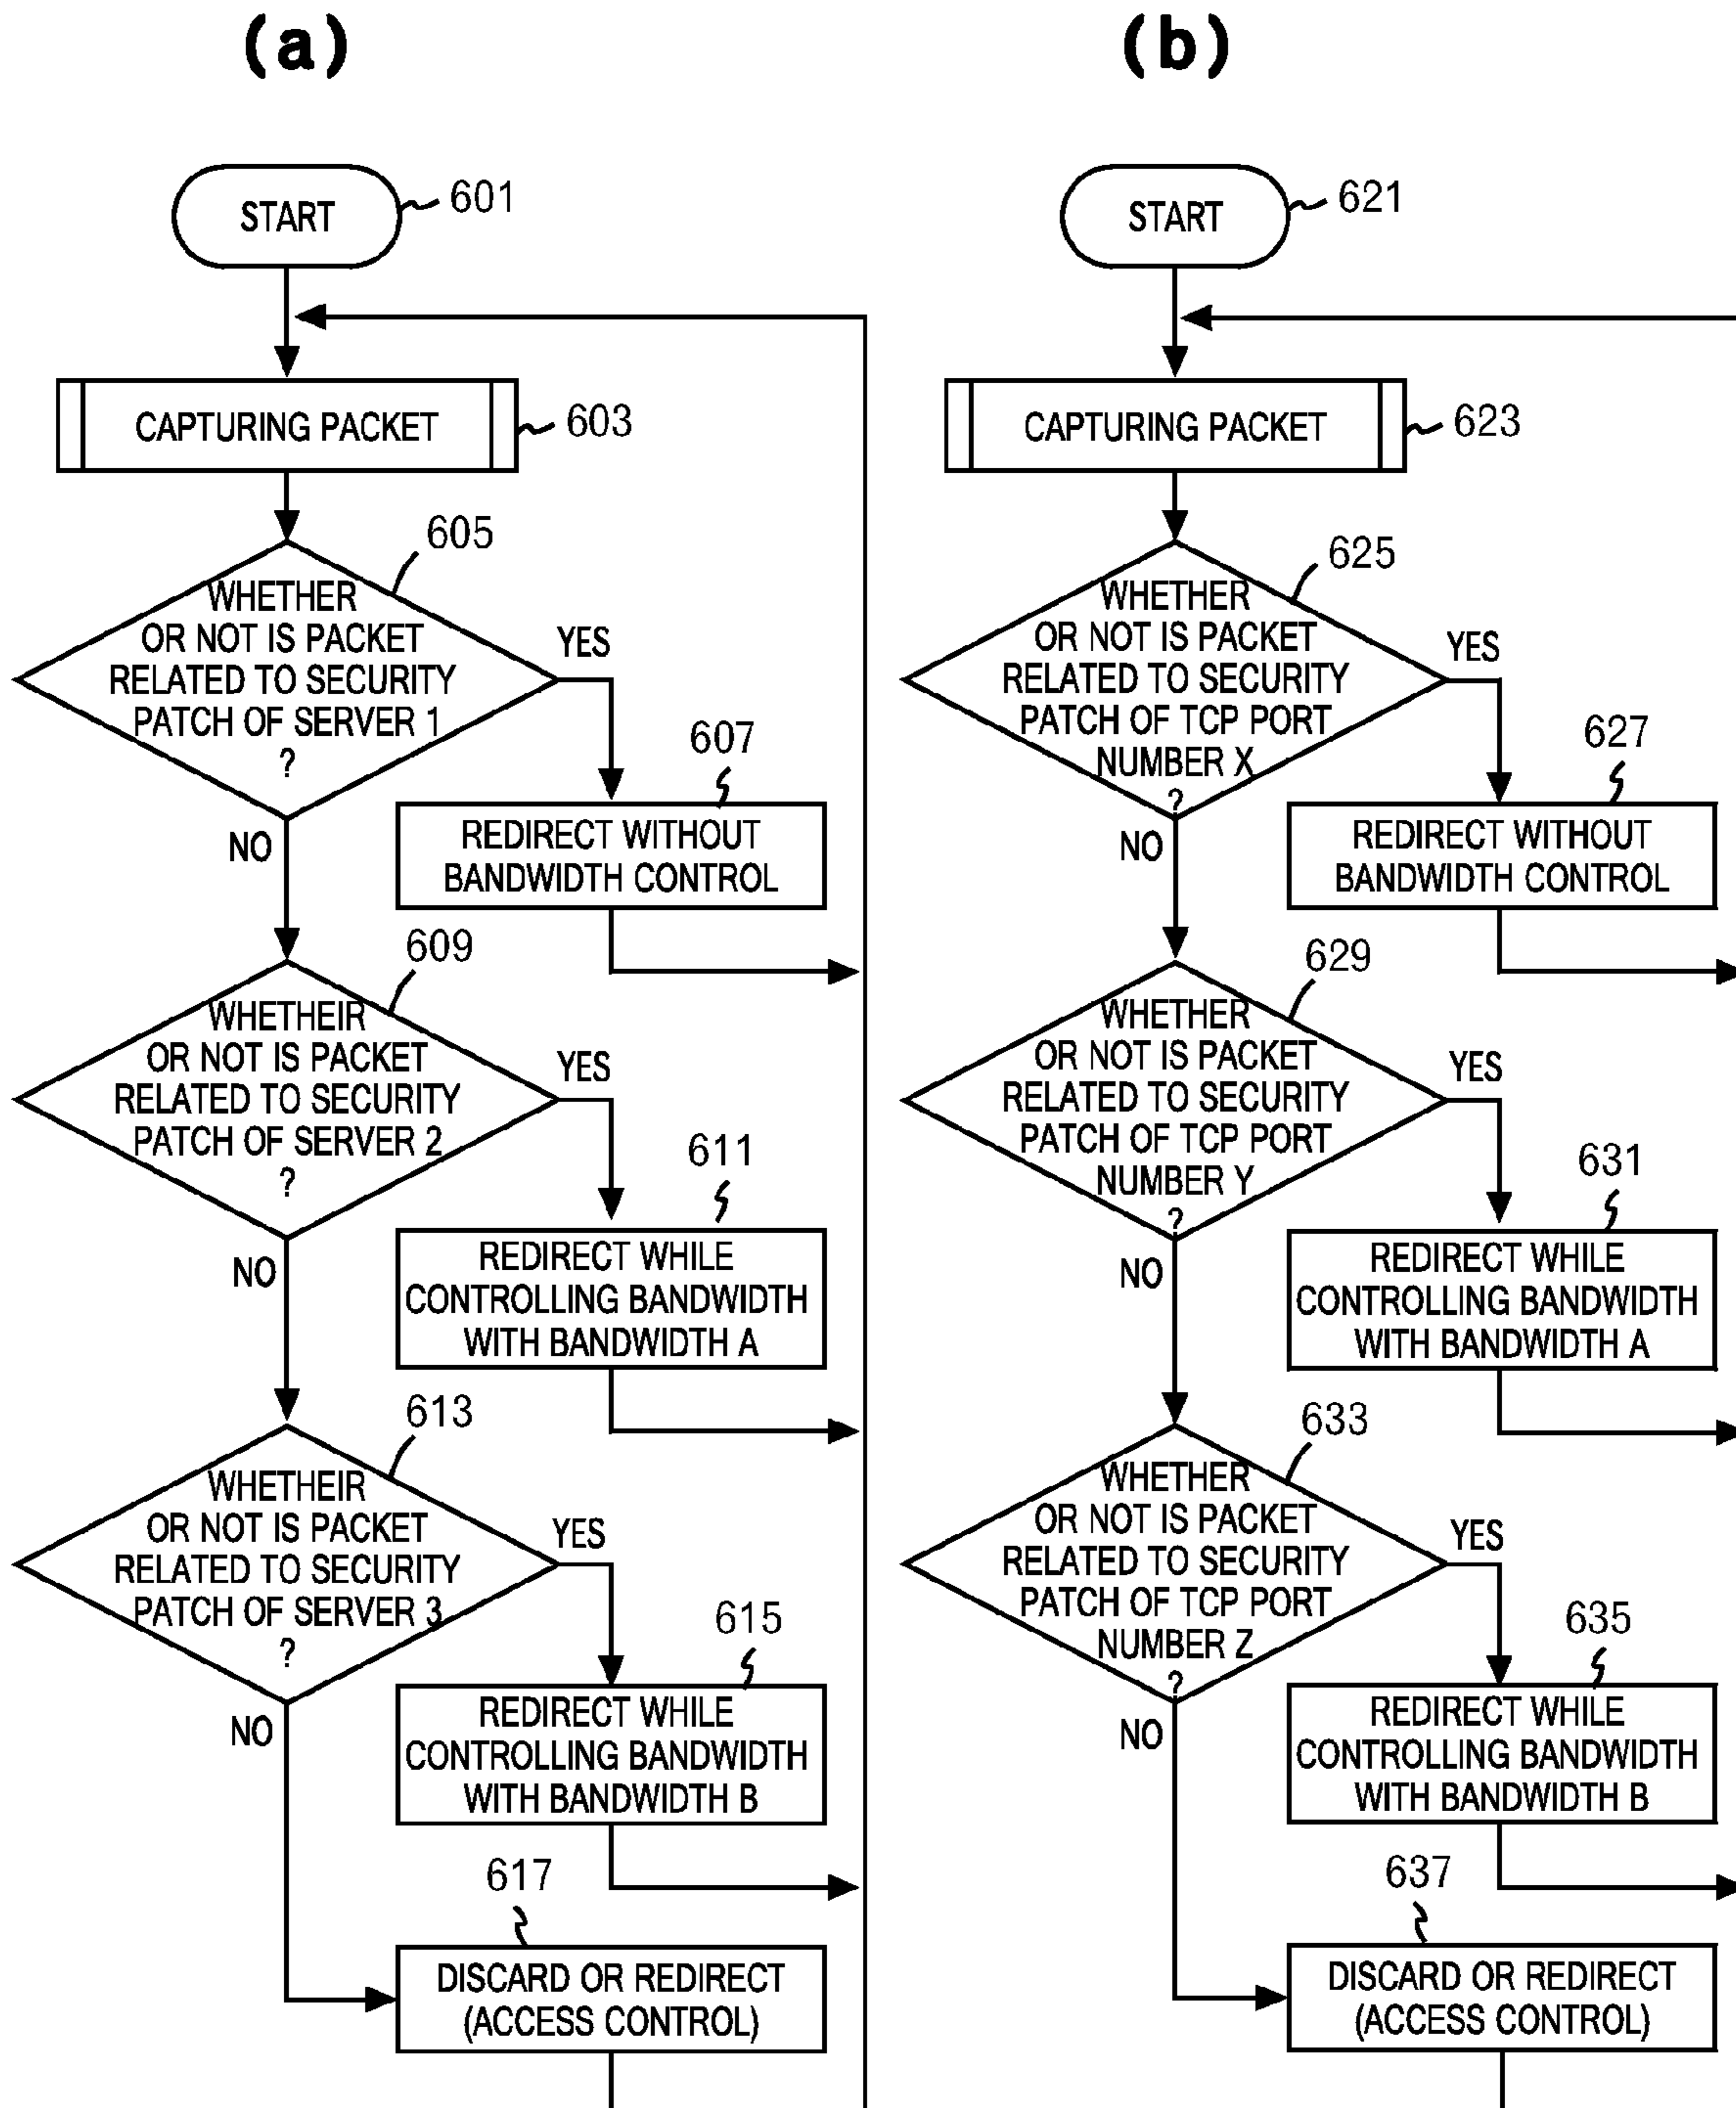 (a)
START
601
CAPTURING PACKET
603
605
WHETHER
OR NOT IS PACKET
RELATED TO SECURITY
PATCH OF SERVER 1
?
YES
NO
607
REDIRECT WITHOUT
BANDWIDTH CONTROL
609
WHETHEIR
OR NOT IS PACKET
RELATED TO SECURITY
PATCH OF SERVER 2
?
YES
NO
611
REDIRECT WHILE
CONTROLLING BANDWIDTH
WITH BANDWIDTH A
613
WHETHEIR
OR NOT IS PACKET
RELATED TO SECURITY
PATCH OF SERVER 3
?
YES
NO
615
REDIRECT WHILE
CONTROLLING BANDWIDTH
WITH BANDWIDTH B
617
DISCARD OR REDIRECT
(ACCESS CONTROL)
(b)
START
621
CAPTURING PACKET
623
625
WHETHER
OR NOT IS PACKET
RELATED TO SECURITY
PATCH OF TCP PORT
NUMBER X
?
YES
NO
627
REDIRECT WITHOUT
BANDWIDTH CONTROL
629
WHETHER
OR NOT IS PACKET
RELATED TO SECURITY
PATCH OF TCP PORT
NUMBER Y
?
YES
NO
631
REDIRECT WHILE
CONTROLLING BANDWIDTH
WITH BANDWIDTH A
633
WHETHER
OR NOT IS PACKET
RELATED TO SECURITY
PATCH OF TCP PORT
NUMBER Z
?
YES
NO
635
REDIRECT WHILE
CONTROLLING BANDWIDTH
WITH BANDWIDTH B
637
DISCARD OR REDIRECT
(ACCESS CONTROL)